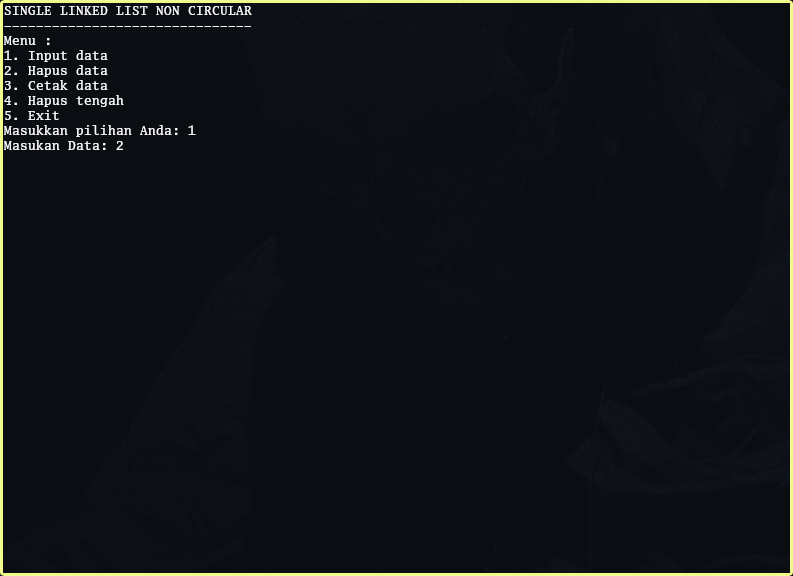 SINGLE LINKED LIST NON CIRCULAR
-------------------------------
Menu :
1. Input data
2. Hapus data
3. Cetak data
4. Hapus tengah
5. Exit
Masukkan pilihan Anda: 1
Masukan Data: 2